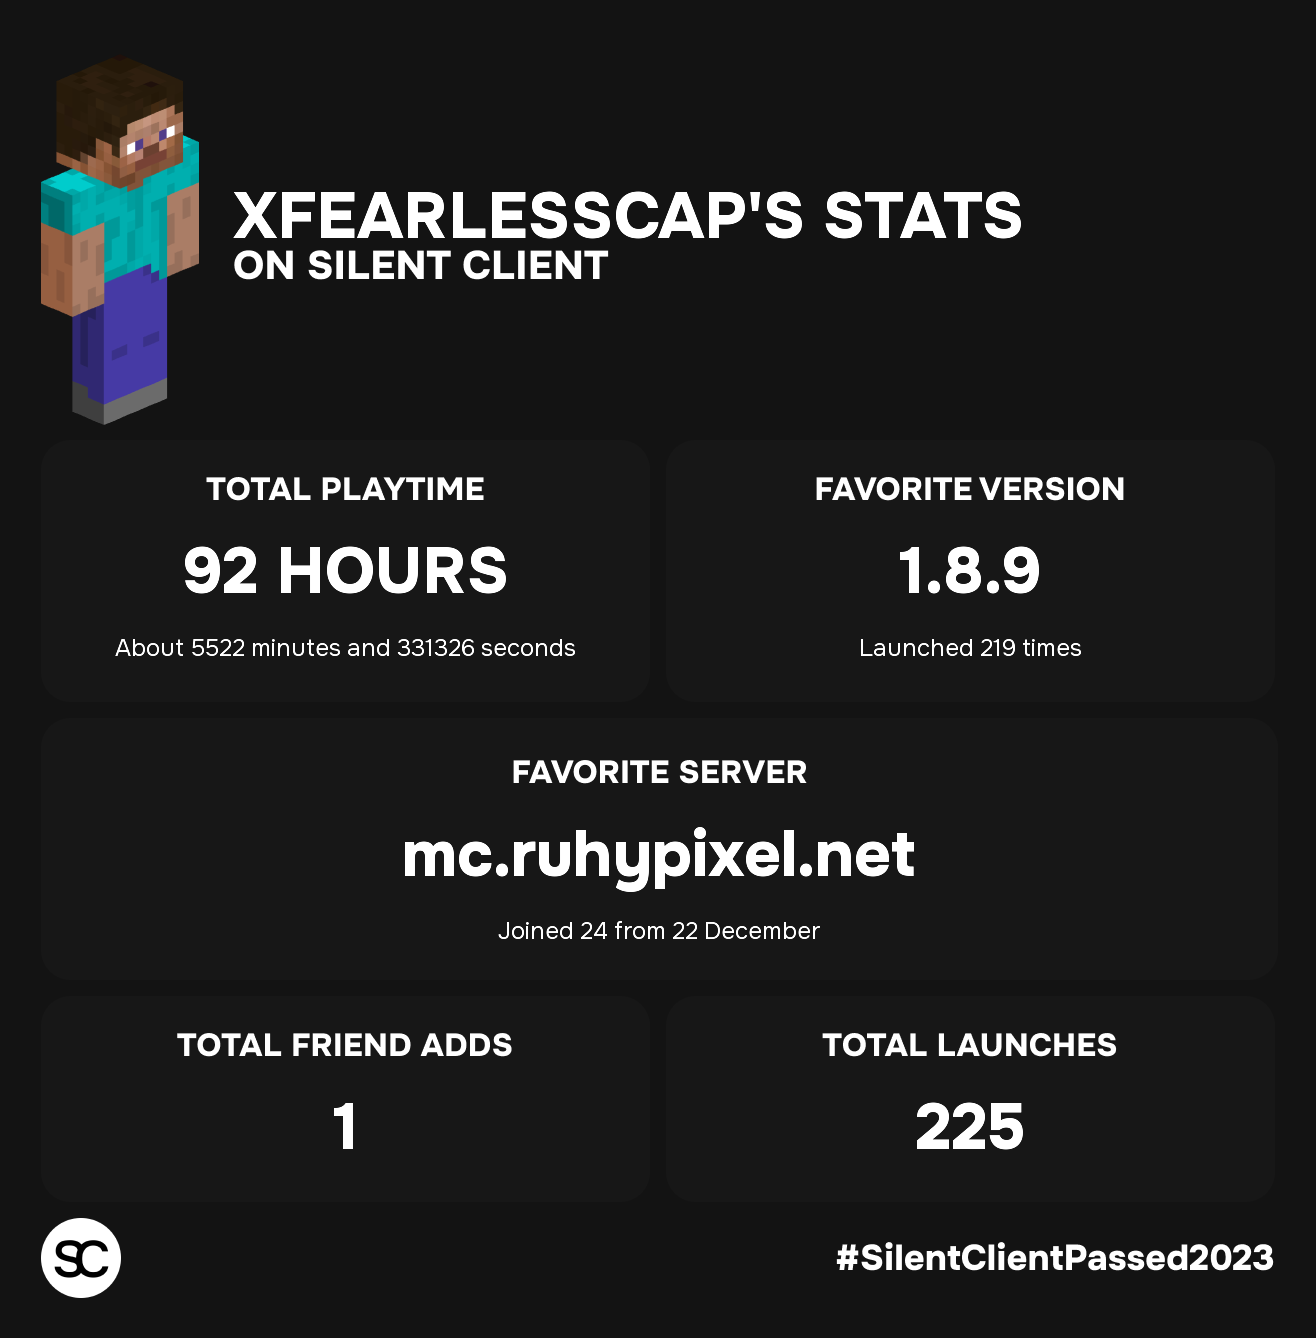 XFEARLESSCAP'S STATS
ON SILENT CLIENT
TOTAL PLAYTIME
92 HOURS
About 5522 minutes and 331326 seconds
FAVORITE VERSION
1.8.9
Launched 219 times
FAVORITE SERVER
mc.ruhypixel.net
Joined 24 from 22 December
TOTAL FRIEND ADDS
1
TOTAL LAUNCHES
225
SC
#SilentClientPassed2023